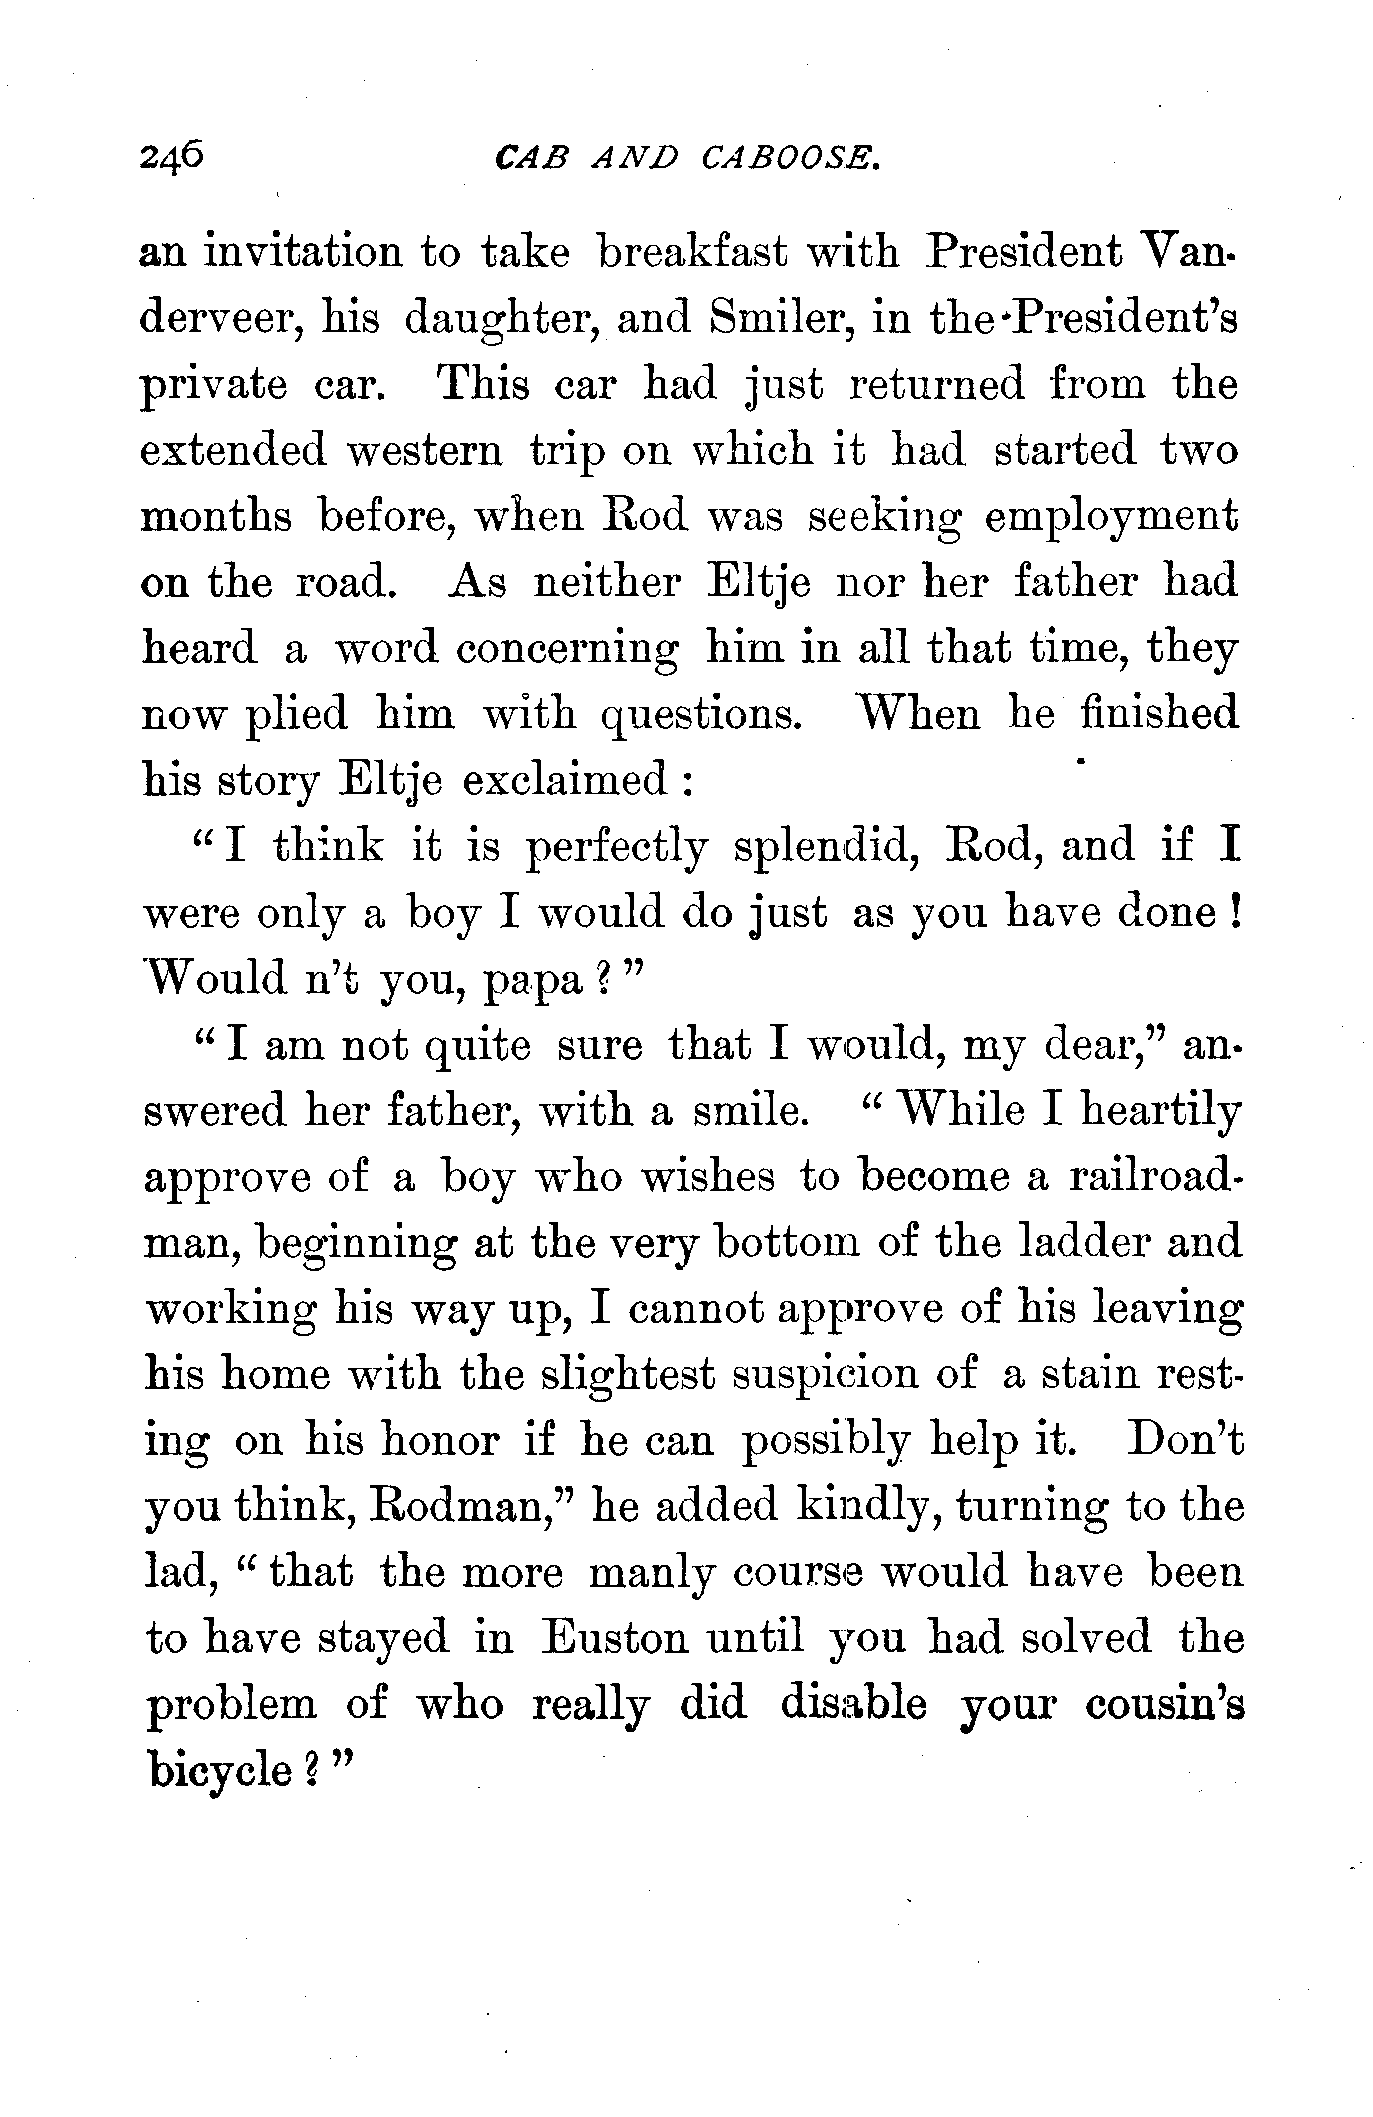 246 CAB AND CABOOSE.
an invitation to take breakfast with President Van-
derveer, his daughter, and Smiler, in the President's
private car. This car had just returned from the
extended western trip on which it had started two
months before, when Rod was seeking employment
on the road. As neither Eltje nor her father had
heard a word concerning him in all that time, they
now plied him with questions. When he finished
his story Eltje exclaimed :
“ I think it is perfectly splendid, Rod, and if I
were only a boy I would do just as you have done !
Would n't you, papa ? ”
“ I am not quite sure that I would, my dear,” an-
swered her father, with a smile. “ While I heartily
approve of a boy who wishes to become a railroad-
man, beginning at the very bottom of the ladder and
working his way up, I cannot approve of his leaving
his home with the slightest suspicion of a stain rest-
ing on his honor if he can possibly help it. Don't
you think, Rodman,” he added kindly, turning to the
lad, “ that the more manly course would have been
to have stayed in Euston until you had solved the
problem of who really did disable your cousin's
bicycle ? ”